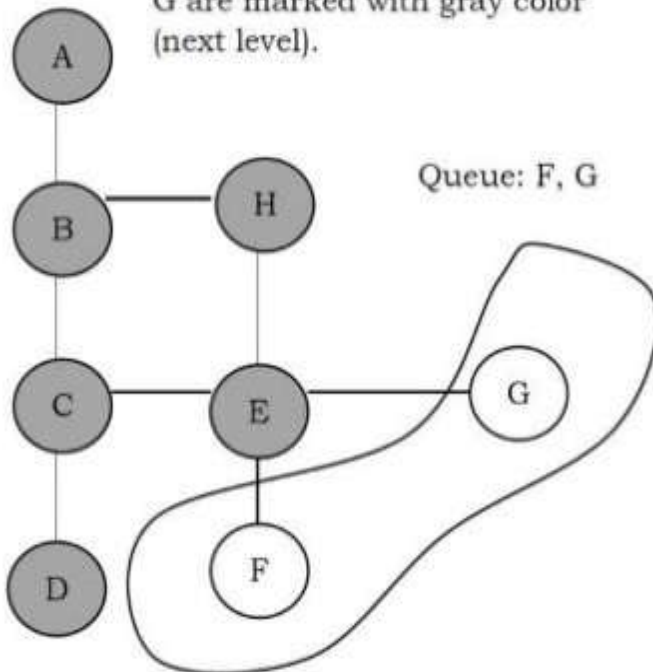 G are marked with gray color
(next level).
A
Queue: F, G
B
H
C
E
G
F
D